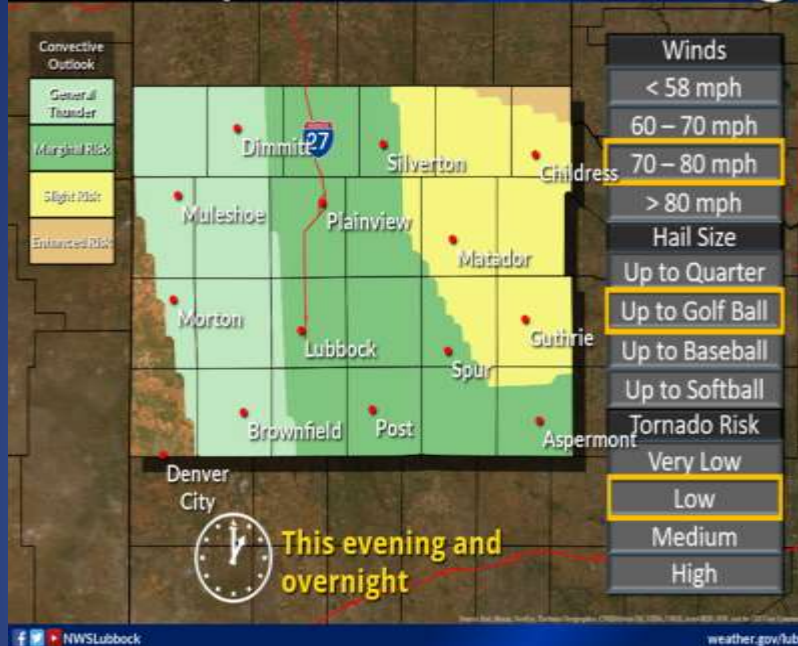 Convective
Outlook
General
Thunder
Marginal Risk
Slight Risk
Enhanced Risk
27
Dimmitt
Silverton
Childress
Muleshoe
Plainview
Matador
Morton
Lubbock
Guthrie
Spur
Brownfield
Post
Aspermont
Denver
City
This evening and
overnight
Winds
< 58 mph
60 – 70 mph
70 – 80 mph
> 80 mph
Hail Size
Up to Quarter
Up to Golf Ball
Up to Baseball
Up to Softball
Tornado Risk
Very Low
Low
Medium
High
NWSLubbock
weather.gov/lub